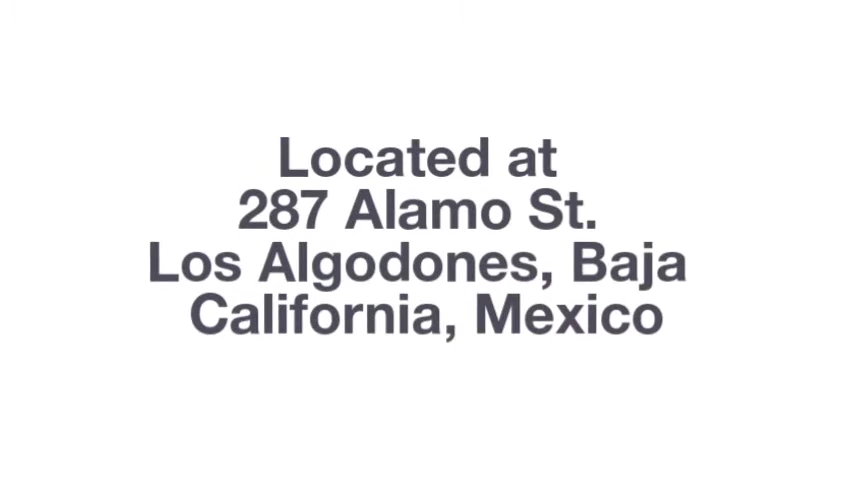 Located at
287 Alamo St.
Los Algodones, Baja
California, Mexico